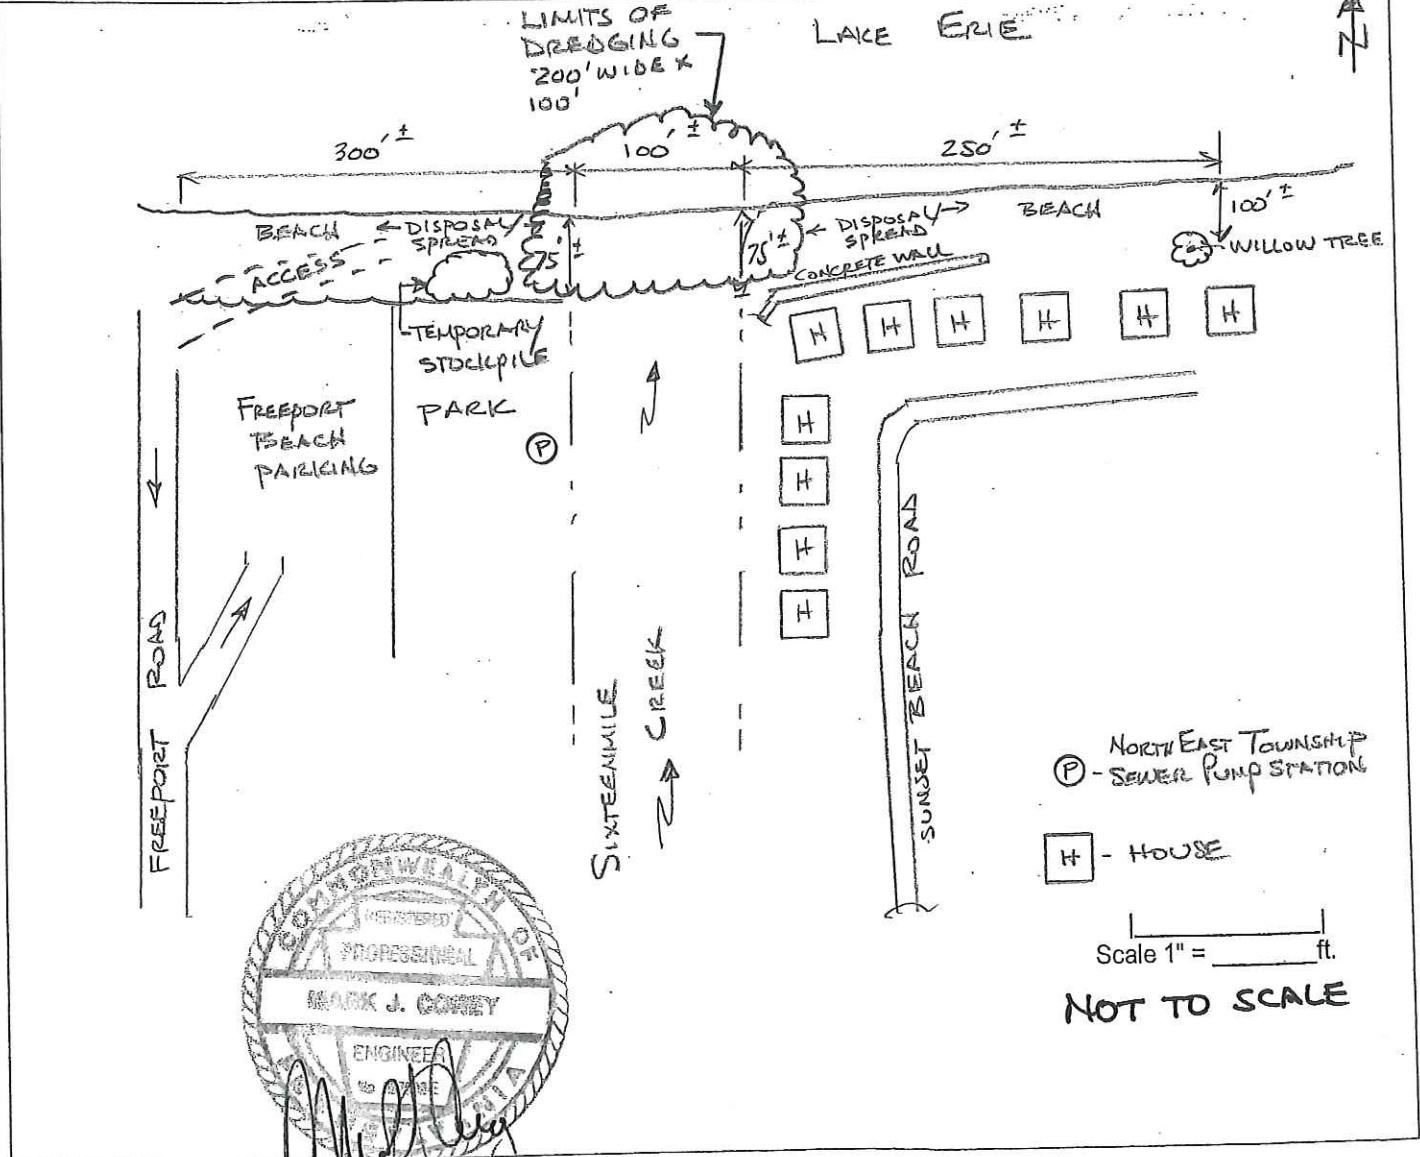 LIMITS OF
DREDGING
200' WIDE X
100'
LAKE ERIE
N
300' ±
100' ±
250' ±
BEACH
DISPOSAL/
SPREAD
ACCESS
75' ±
75' ±
DISPOSAL/
SPREAD
BEACH
100' ±
WILLOW TREE
CONCRETE WALL
TEMPORARY
STOCKPILE
H
H
H
H
H
H
FREEPORT
BEACH
PARKING
PARK
P
H
H
H
H
FREEPORT ROAD
SIXTEENMILE
CREEK
SUNSET BEACH ROAD
P - NORTH EAST TOWNSHIP
SEWER PUMP STATION
H - HOUSE
Scale 1" = ______ ft.
NOT TO SCALE
COMMONWEALTH OF
REGISTERED
PROFESSIONAL
MARK J. COREY
ENGINEER